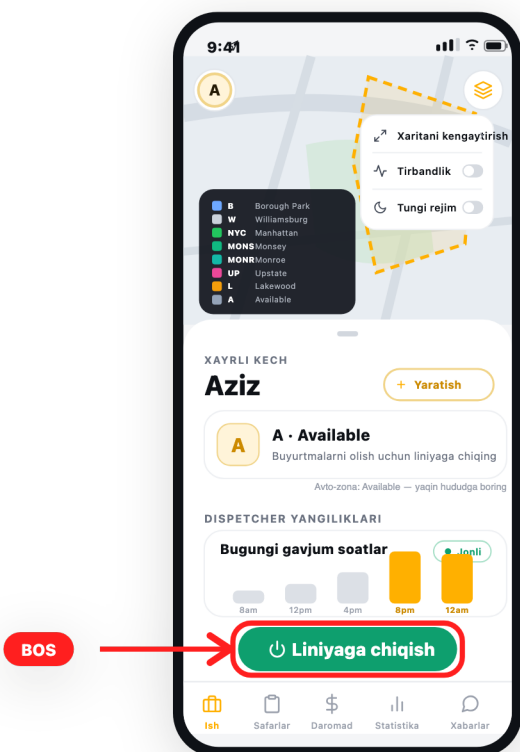 9:41
A
Xaritani kengaytirish
Tirbandlik
Tungi rejim
B Borough Park
W Williamsburg
NYC Manhattan
MONS Monsey
MONR Monroe
UP Upstate
L Lakewood
A Available
XAYRLI KECH
Aziz
+ Yaratish
A
A · Available
Buyurtmalarni olish uchun liniyaga chiqing
Avto-zona: Available — yaqin hududga boring
DISPETCHER YANGILIKLARI
Bugungi gavjum soatlar
Jonli
8am 12pm 4pm 8pm 12am
BOS
Liniyaga chiqish
Ish Safarlar Daromad Statistika Xabarlar